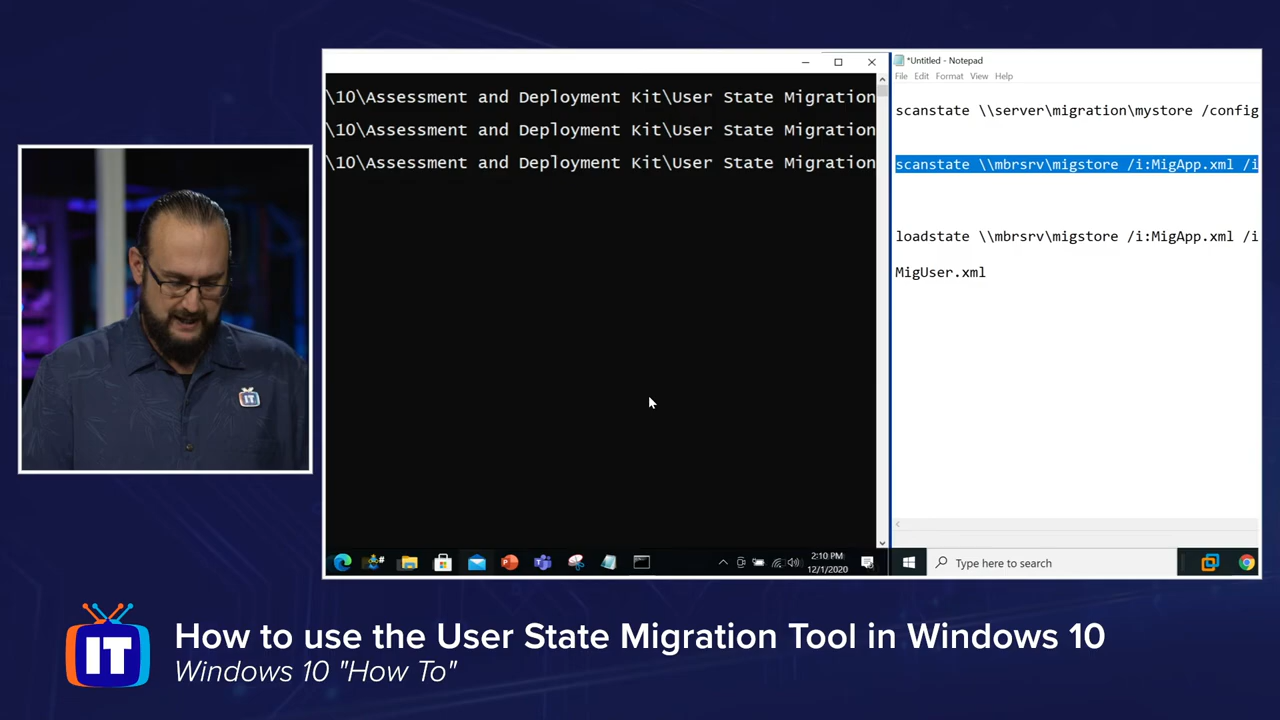 \10\Assessment and Deployment Kit\User State Migration
\10\Assessment and Deployment Kit\User State Migration
\10\Assessment and Deployment Kit\User State Migration
2:10 PM
12/1/2020
*Untitled - Notepad
File Edit Format View Help
scanstate \\server\migration\mystore /config
scanstate \\mbrsrv\migstore /i:MigApp.xml /i
loadstate \\mbrsrv\migstore /i:MigApp.xml /i
MigUser.xml
Type here to search
IT
IT
How to use the User State Migration Tool in Windows 10
Windows 10 "How To"